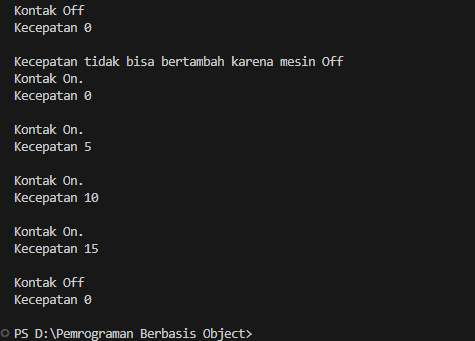 Kontak Off
Kecepatan 0
Kecepatan tidak bisa bertambah karena mesin Off
Kontak On.
Kecepatan 0
Kontak On.
Kecepatan 5
Kontak On.
Kecepatan 10
Kontak On.
Kecepatan 15
Kontak Off
Kecepatan 0
PS D:\Pemrograman Berbasis Object>